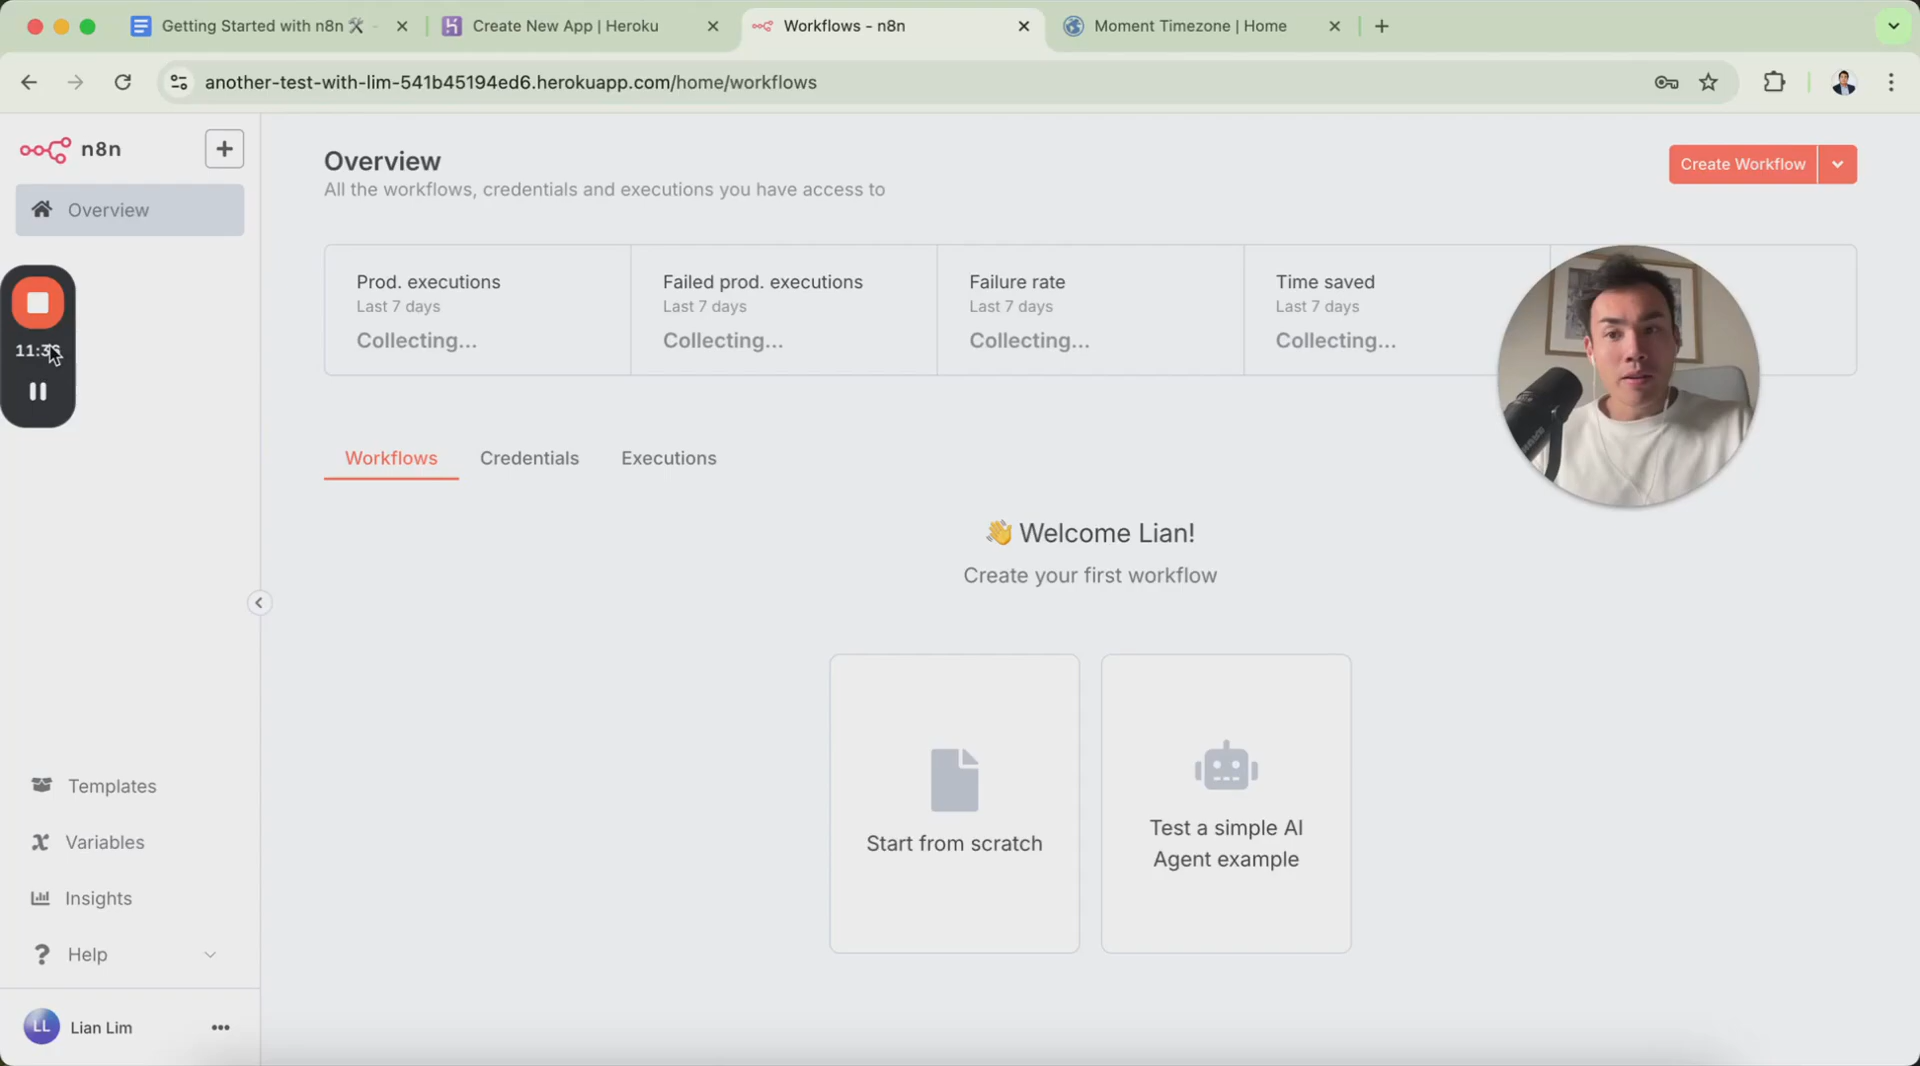 Getting Started with n8n 🛠 -
Create New App | Heroku
Workflows - n8n
Moment Timezone | Home
another-test-with-lim-541b45194ed6.herokuapp.com/home/workflows
n8n
Overview
Overview
All the workflows, credentials and executions you have access to
Create Workflow
Prod. executions
Last 7 days
Collecting...
Failed prod. executions
Last 7 days
Collecting...
Failure rate
Last 7 days
Collecting...
Time saved
Last 7 days
Collecting...
Workflows
Credentials
Executions
👋 Welcome Lian!
Create your first workflow
Start from scratch
Test a simple AI
Agent example
Templates
Variables
Insights
Help
LL
Lian Lim